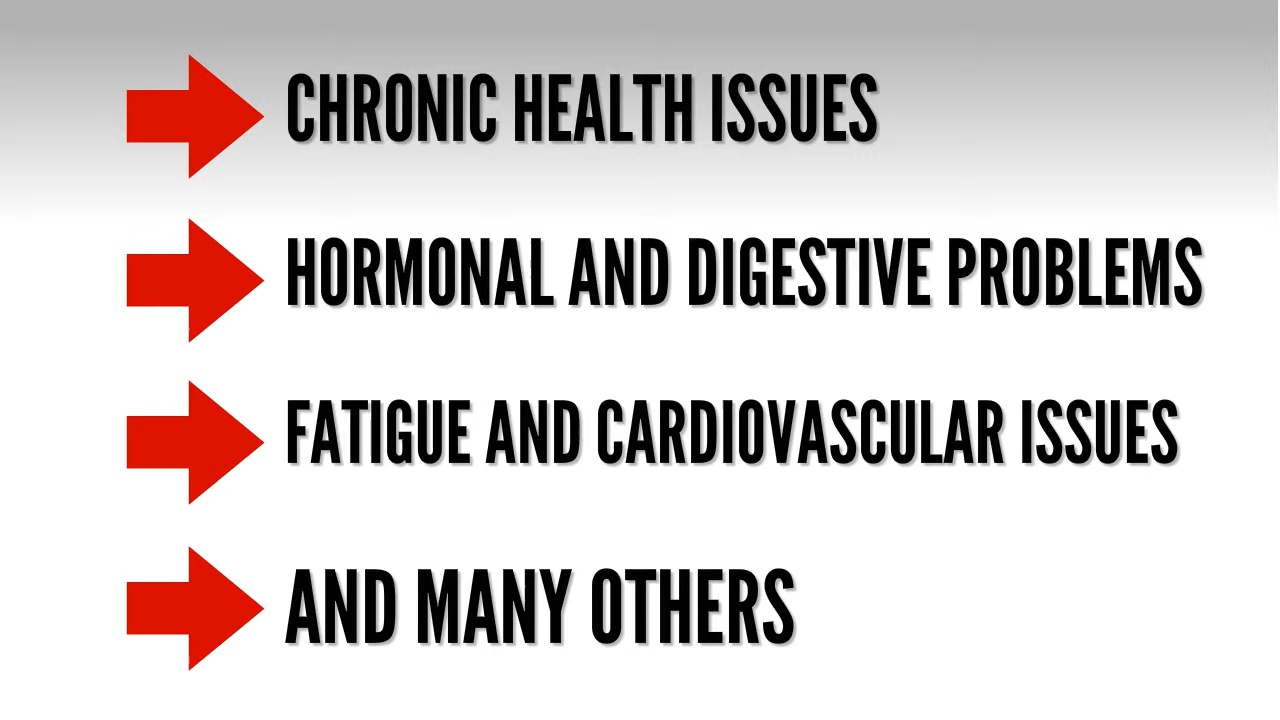 CHRONIC HEALTH ISSUES
HORMONAL AND DIGESTIVE PROBLEMS
FATIGUE AND CARDIOVASCULAR ISSUES
AND MANY OTHERS